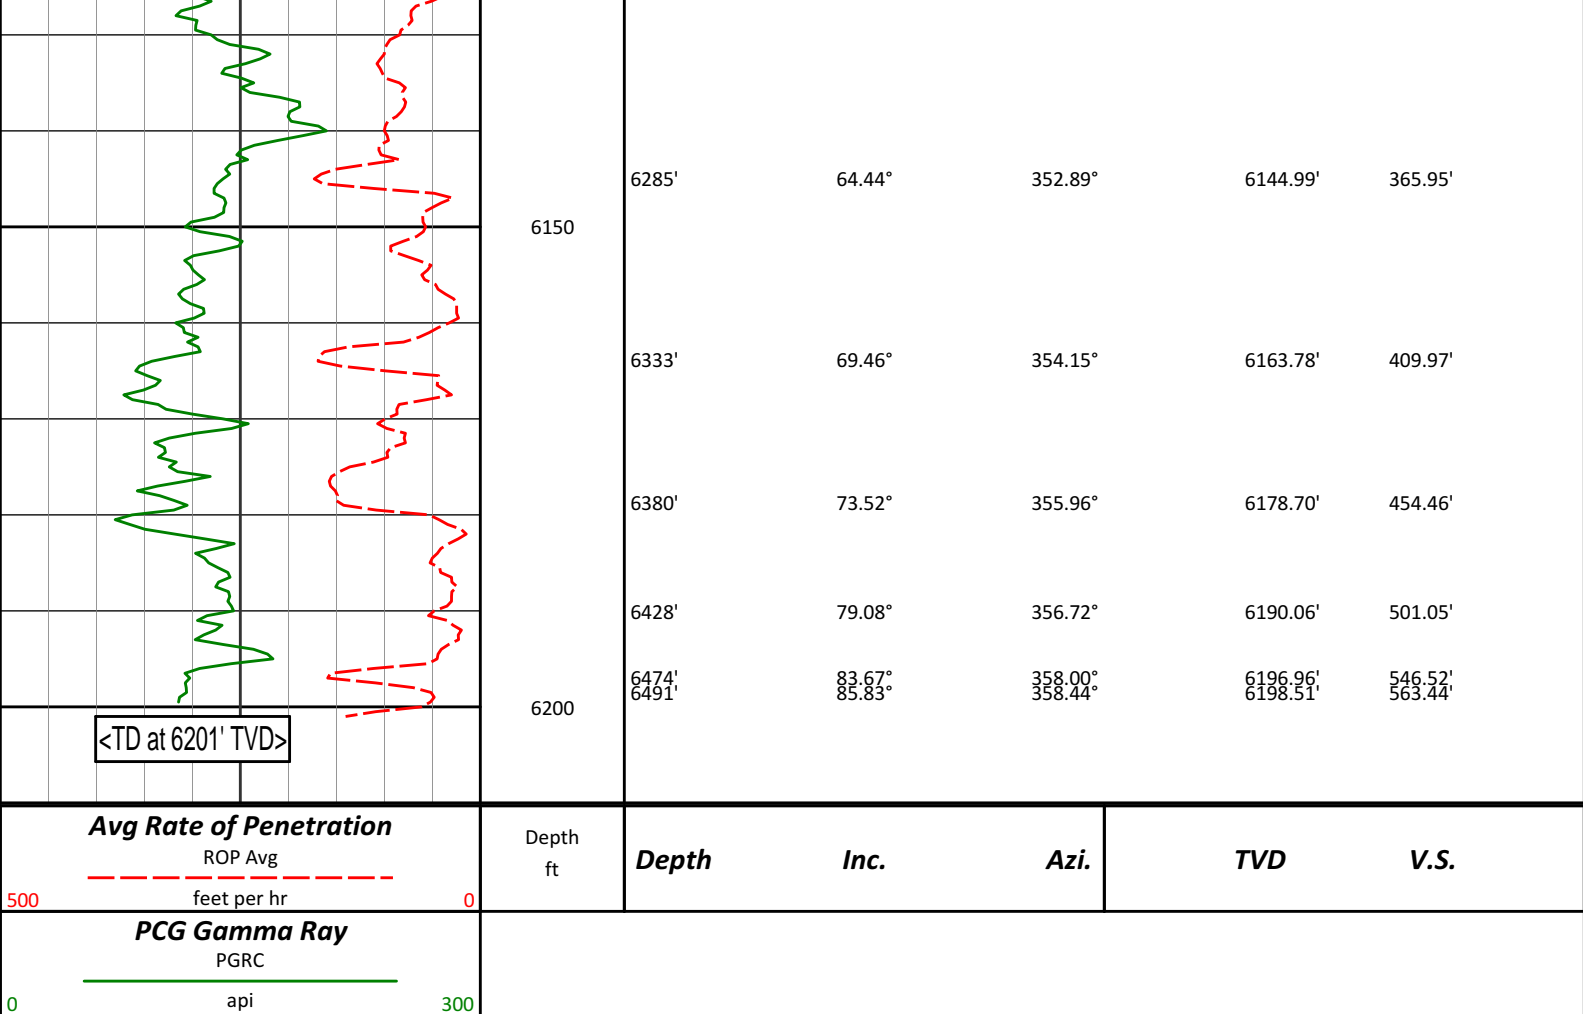 6285' 64.44° 352.89° 6144.99' 365.95'
6150
6333' 69.46° 354.15° 6163.78' 409.97'
6380' 73.52° 355.96° 6178.70' 454.46'
6428' 79.08° 356.72° 6190.06' 501.05'
6474' 83.67° 358.00° 6196.96' 546.52'
6491' 85.83° 358.44° 6198.51' 563.44'
6200
<TD at 6201' TVD>
Avg Rate of Penetration
ROP Avg
500 feet per hr 0
Depth
ft
Depth Inc. Azi. TVD V.S.
PCG Gamma Ray
PGRC
0 api 300